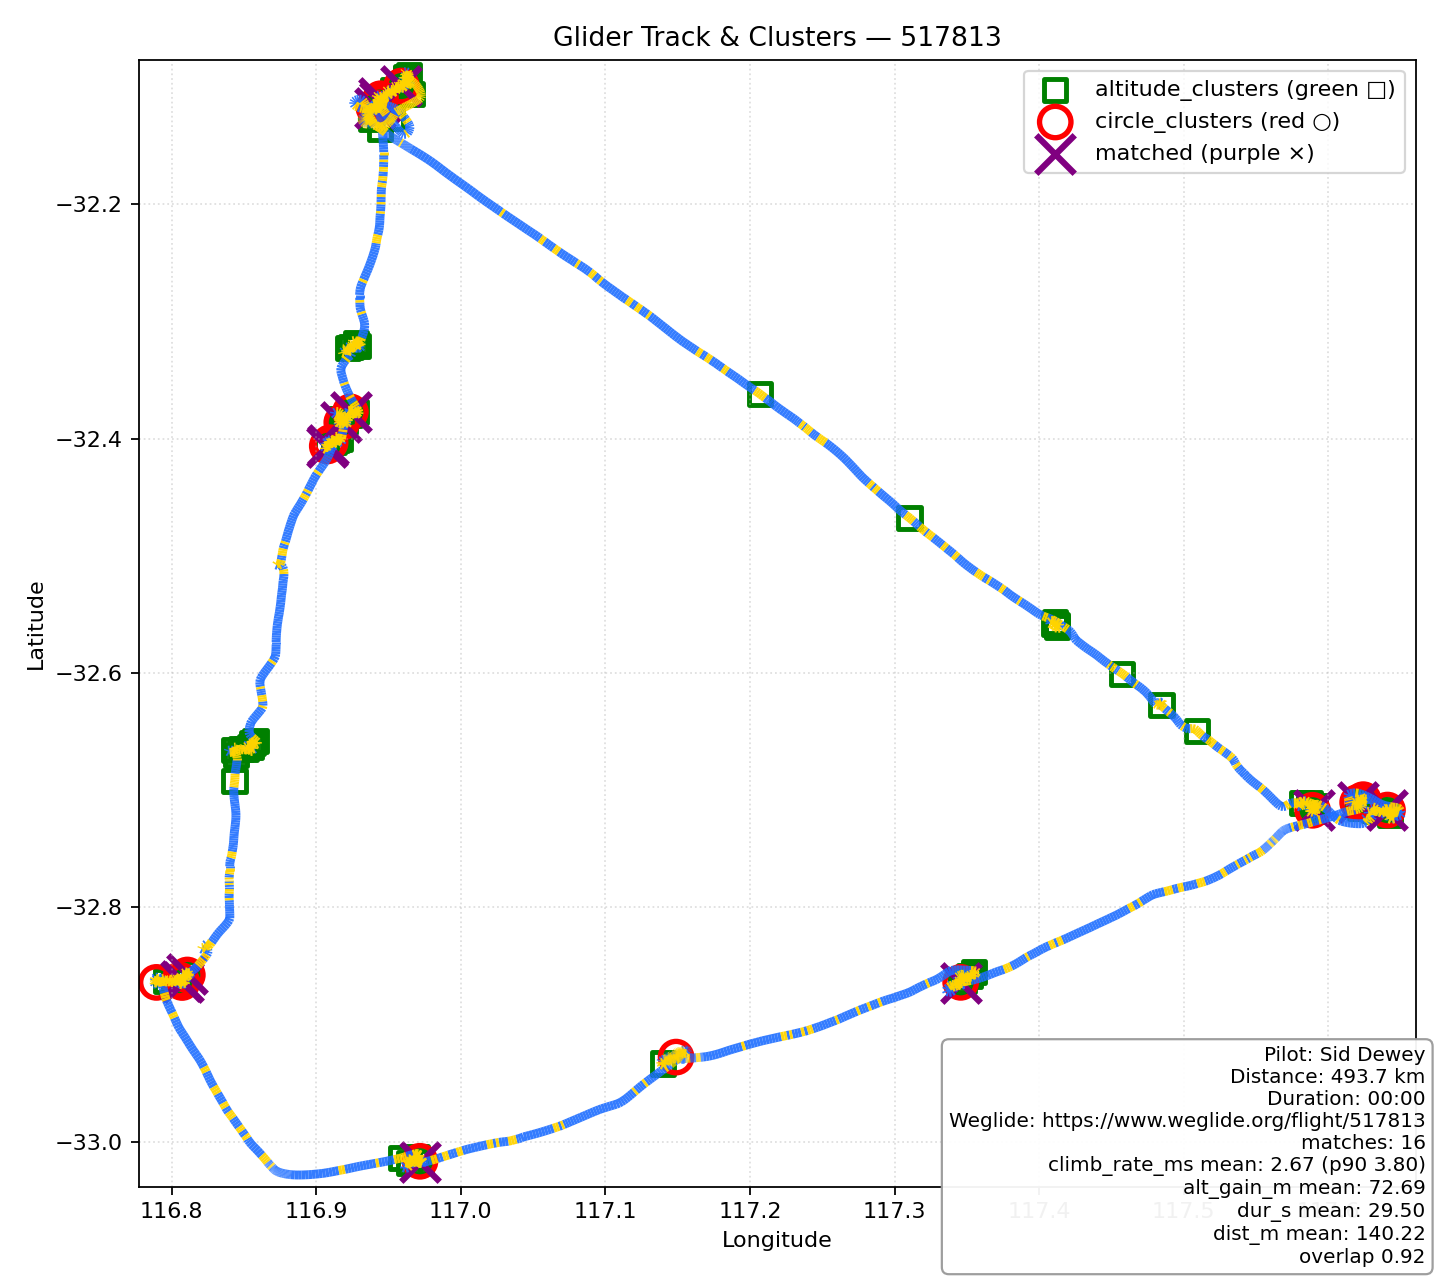 Glider Track & Clusters — 517813
altitude_clusters (green □)
circle_clusters (red ○)
matched (purple ×)
Latitude
−32.2
−32.4
−32.6
−32.8
−33.0
116.8
116.9
117.0
117.1
117.2
117.3
117.4
117.5
Longitude
Pilot: Sid Dewey
Distance: 493.7 km
Duration: 00:00
Weglide: https://www.weglide.org/flight/517813
matches: 16
climb_rate_ms mean: 2.67 (p90 3.80)
alt_gain_m mean: 72.69
dur_s mean: 29.50
dist_m mean: 140.22
overlap 0.92